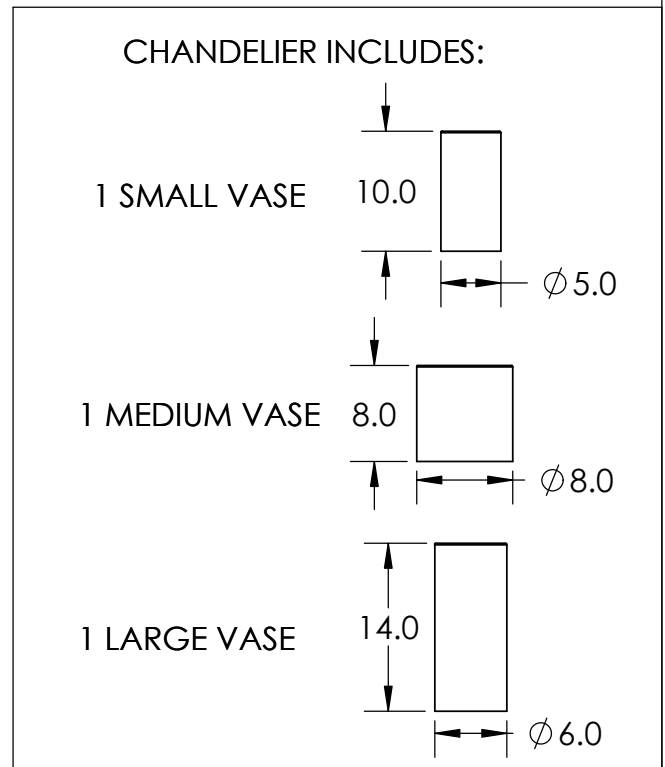 CHANDELIER INCLUDES:
1 SMALL VASE
10.0
∅5.0
1 MEDIUM VASE
8.0
∅8.0
1 LARGE VASE
14.0
∅6.0